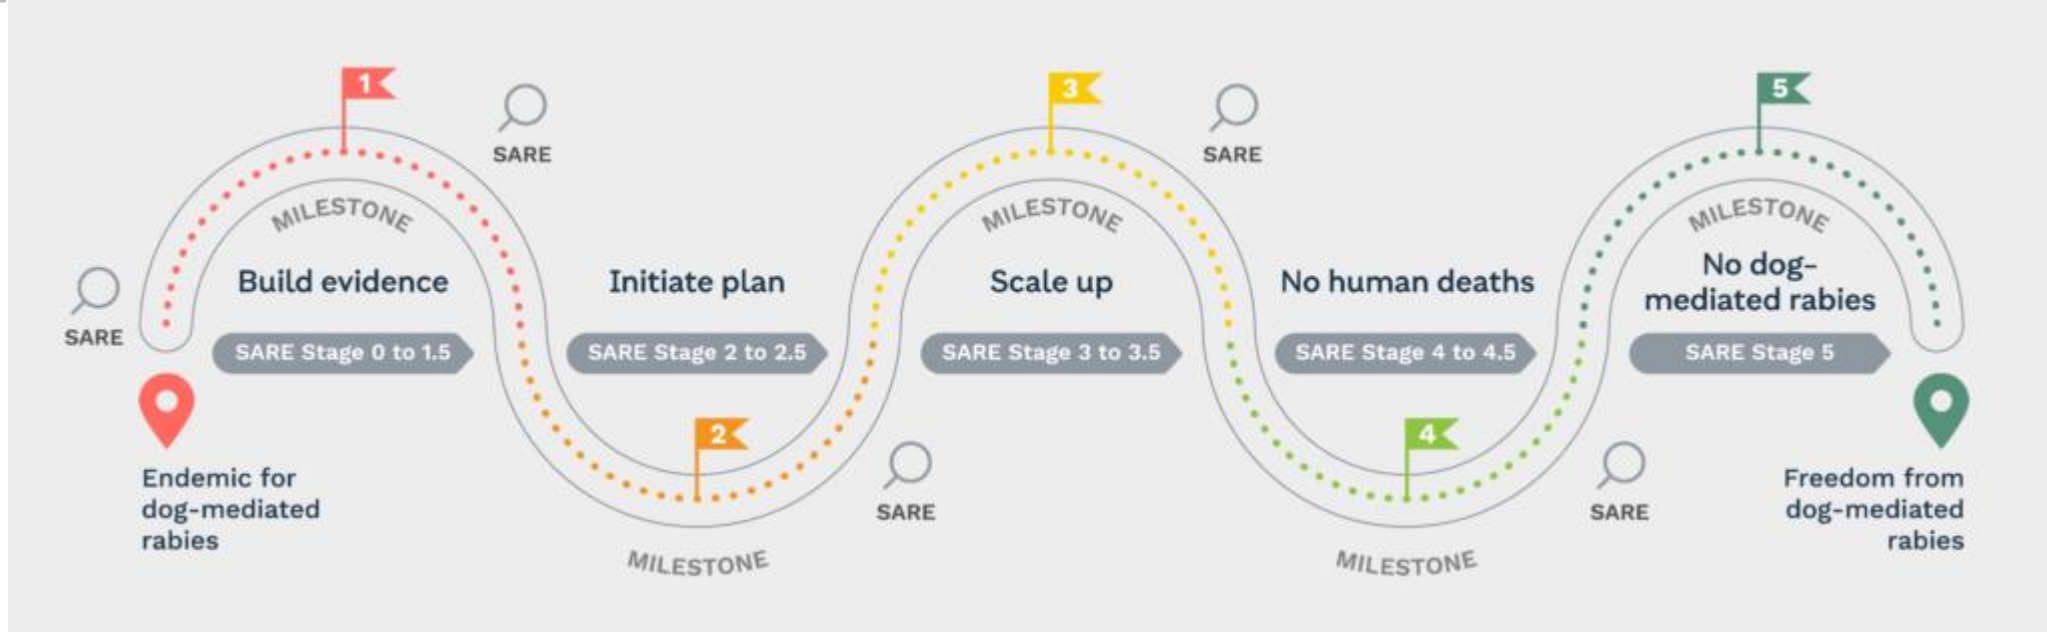 1
SARE
MILESTONE
Build evidence
SARE
SARE Stage 0 to 1.5
Endemic for
dog-mediated
rabies
Initiate plan
SARE Stage 2 to 2.5
2
MILESTONE
SARE
3
MILESTONE
Scale up
SARE Stage 3 to 3.5
SARE
No human deaths
SARE Stage 4 to 4.5
4
MILESTONE
SARE
5
MILESTONE
No dog-
mediated rabies
SARE Stage 5
Freedom from
dog-mediated
rabies